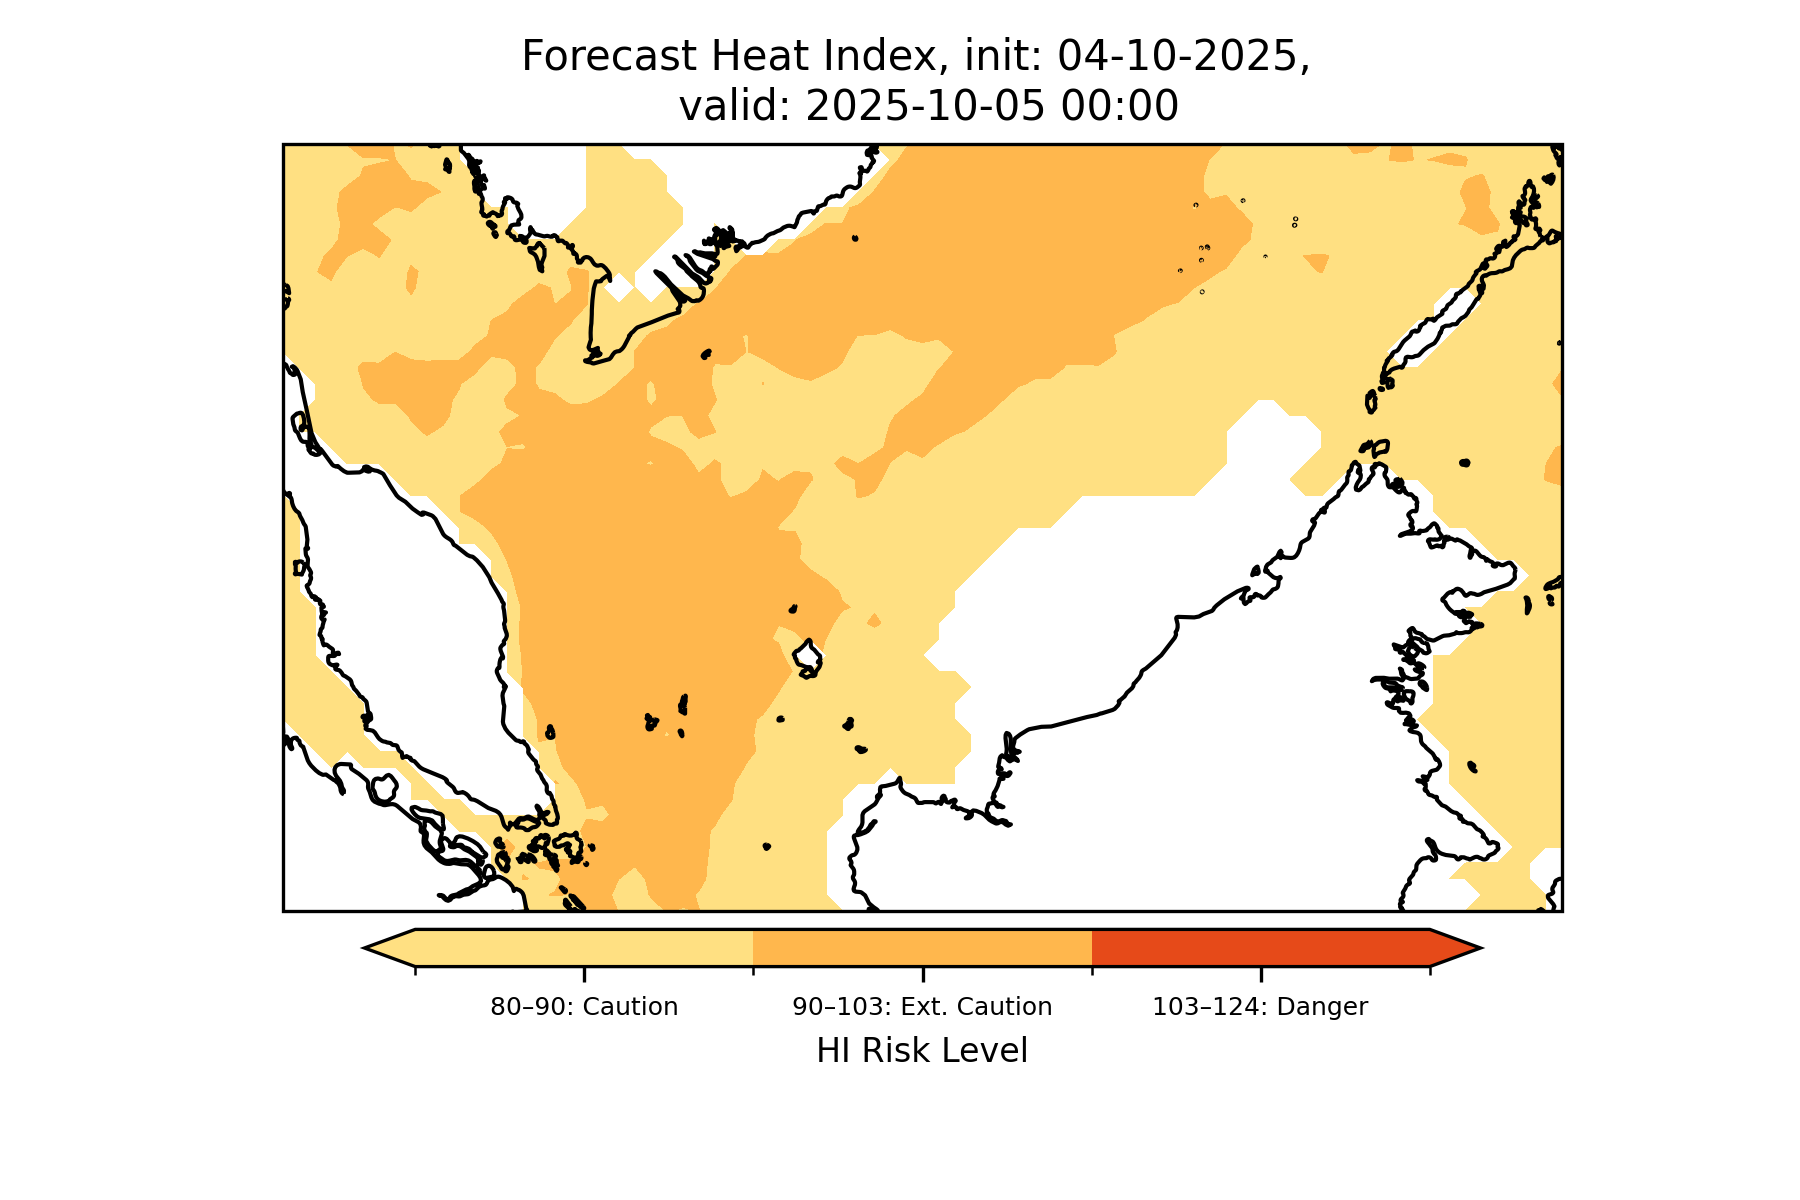 Forecast Heat Index, init: 04-10-2025,
valid: 2025-10-05 00:00
80–90: Caution
90–103: Ext. Caution
103–124: Danger
HI Risk Level